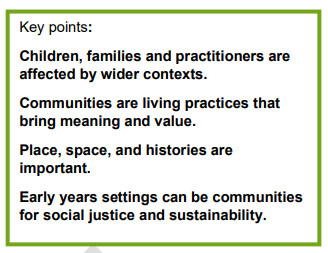 Key points:
Children, families and practitioners are
affected by wider contexts.
Communities are living practices that
bring meaning and value.
Place, space, and histories are
important.
Early years settings can be communities
for social justice and sustainability.